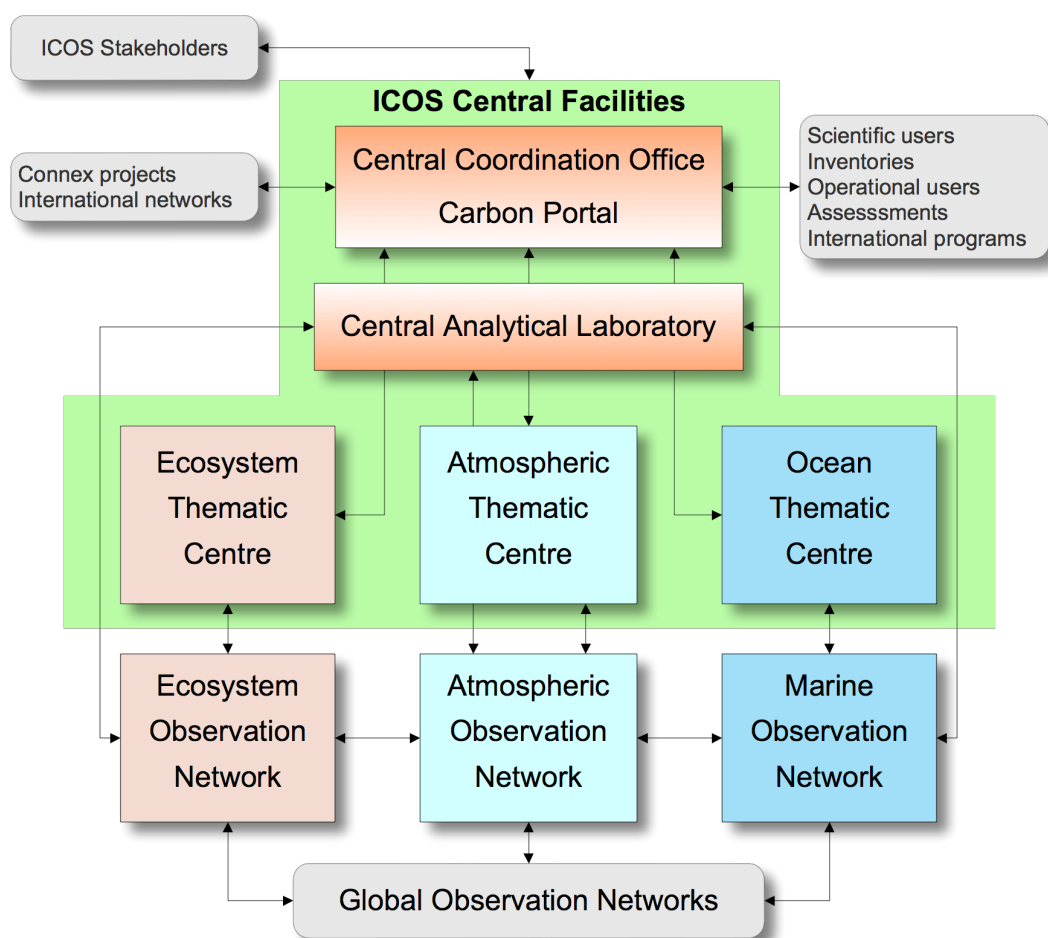 ICOS Stakeholders
ICOS Central Facilities
Central Coordination Office
Carbon Portal
Connex projects
International networks
Scientific users
Inventories
Operational users
Assesssments
International programs
Central Analytical Laboratory
Ecosystem
Thematic
Centre
Atmospheric
Thematic
Centre
Ocean
Thematic
Centre
Ecosystem
Observation
Network
Atmospheric
Observation
Network
Marine
Observation
Network
Global Observation Networks